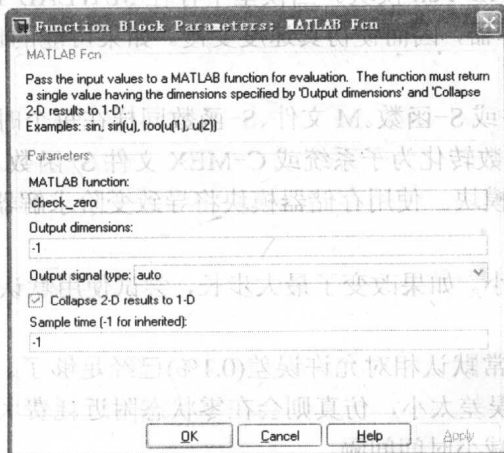 Function Block Parameters: MATLAB Fcn
MATLAB Fcn
Pass the input values to a MATLAB function for evaluation. The function must return
a single value having the dimensions specified by 'Output dimensions' and 'Collapse
2-D results to 1-D'.
Examples: sin, sin(u), foo(u(1), u(2))
Parameters
MATLAB function:
check_zero
Output dimensions:
-1
Output signal type: auto
Collapse 2-D results to 1-D
Sample time (-1 for inherited):
-1
OK Cancel Help Apply